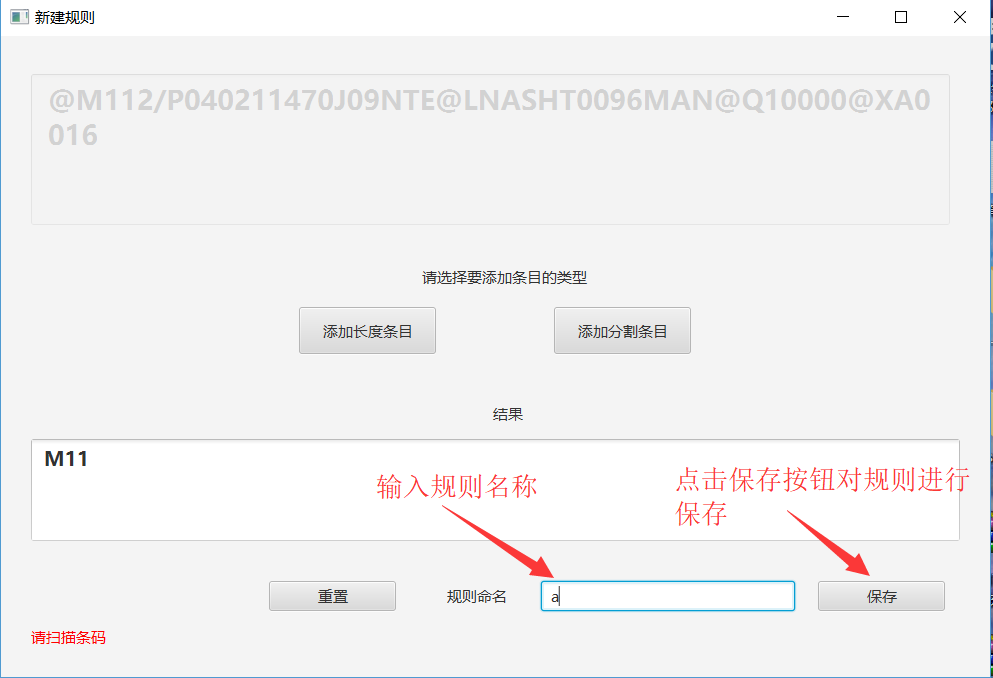 新建规则
@M112/P040211470J09NTE@LNASHT0096MAN@Q10000@XA0
016
请选择要添加条目的类型
添加长度条目
添加分割条目
结果
M11
输入规则名称
点击保存按钮对规则进行
保存
重置
规则命名
a
保存
请扫描条码